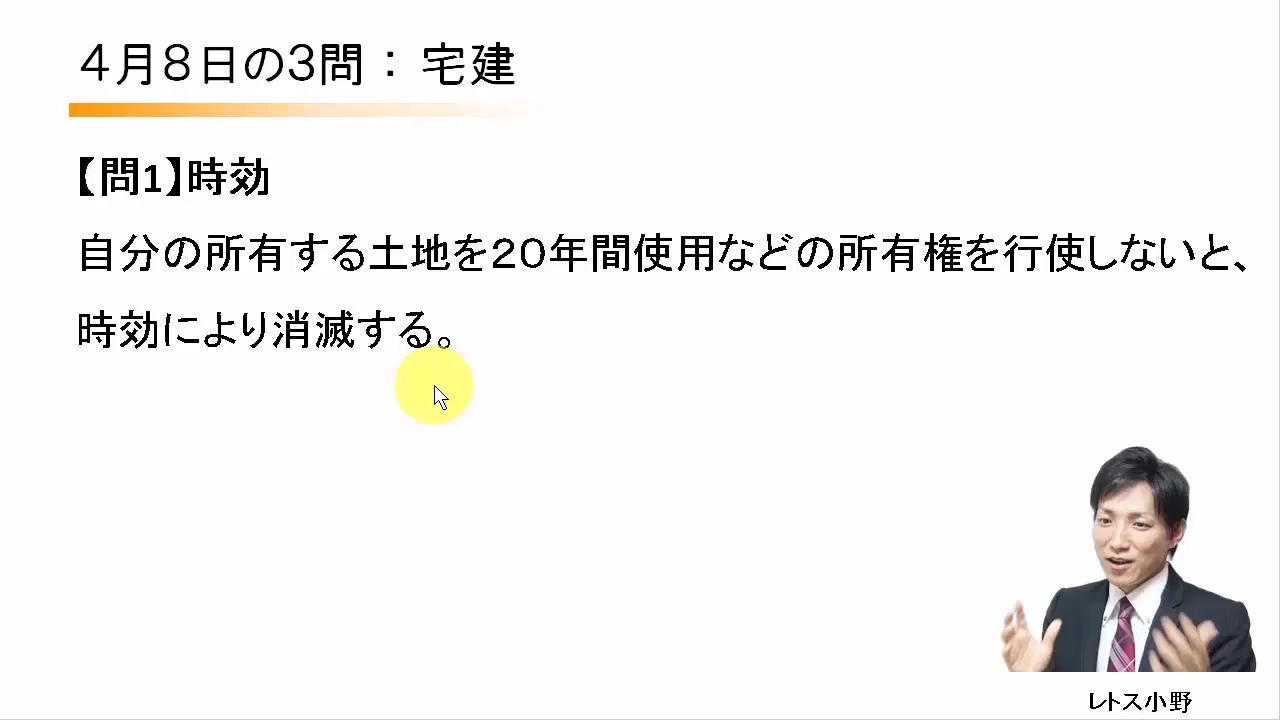 ４月８日の３問：宅建
【問1】時効
自分の所有する土地を２０年間使用などの所有権を行使しないと、
時効により消滅する。
レトス小野